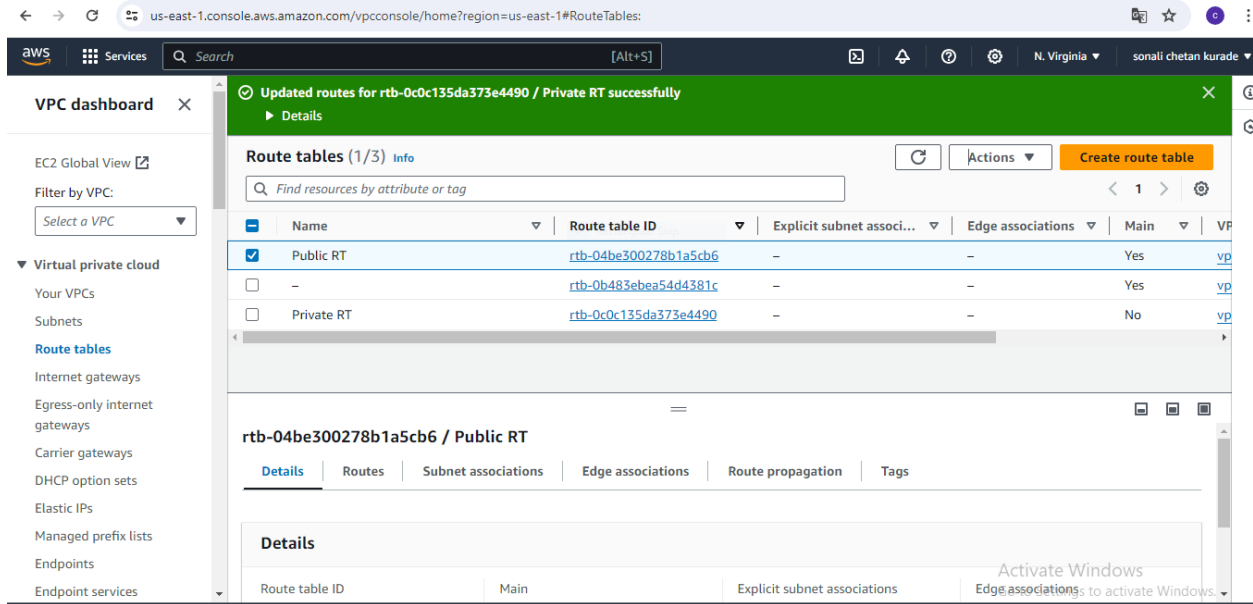 us-east-1.console.aws.amazon.com/vpcconsole/home?region=us-east-1#RouteTables:
aws Services Search [Alt+S] N. Virginia ▼ sonali chetan kurade ▼
VPC dashboard
EC2 Global View
Filter by VPC:
Select a VPC
Virtual private cloud
Your VPCs
Subnets
Route tables
Internet gateways
Egress-only internet
gateways
Carrier gateways
DHCP option sets
Elastic IPs
Managed prefix lists
Endpoints
Endpoint services
Updated routes for rtb-0c0c135da373e4490 / Private RT successfully
Details
Route tables (1/3) Info
Actions ▼ Create route table
Find resources by attribute or tag
1
Name Route table ID Explicit subnet associ... Edge associations Main VP
Public RT rtb-04be300278b1a5cb6 – – Yes vp
– rtb-0b483ebea54d4381c – – Yes vp
Private RT rtb-0c0c135da373e4490 – – No vp
rtb-04be300278b1a5cb6 / Public RT
Details Routes Subnet associations Edge associations Route propagation Tags
Details
Route table ID Main Explicit subnet associations Edge associations
Activate Windows
Go to Settings to activate Windows.